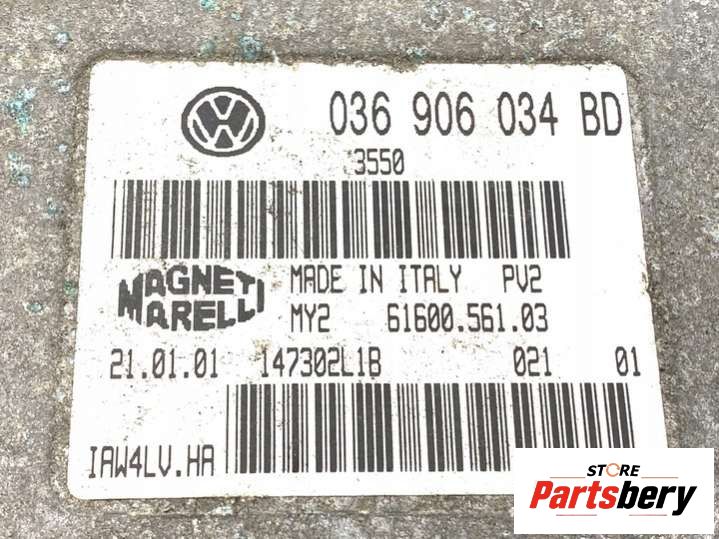 036 906 034 BD
3550
MAGNETI MARELLI
MADE IN ITALY PV2
MY2 61600.561.03
21.01.01 147302L1B 021 01
IAW4LV.HA
STORE
Partsbery